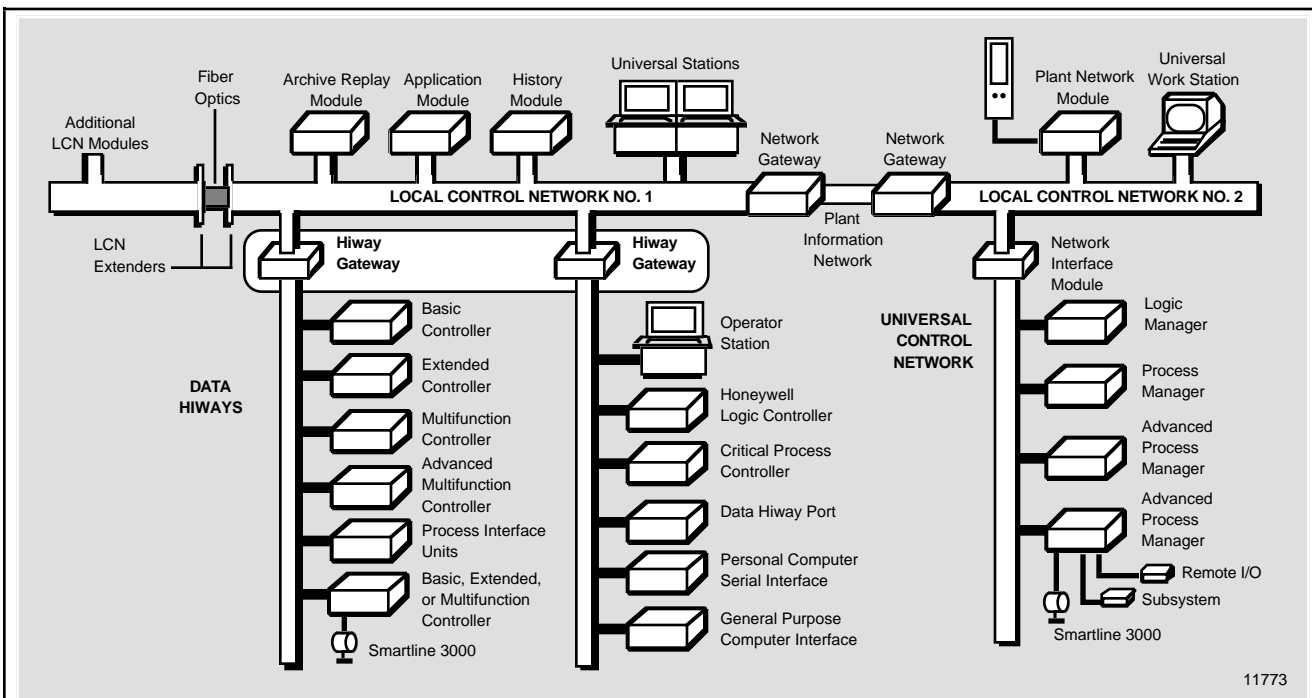 Additional
LCN Modules
Fiber
Optics
Archive Replay
Module
Application
Module
History
Module
Universal Stations
Network
Gateway
Network
Gateway
Plant Network
Module
Universal
Work Station
LOCAL CONTROL NETWORK NO. 1
LOCAL CONTROL NETWORK NO. 2
LCN
Extenders
Hiway
Gateway
Hiway
Gateway
Plant
Information
Network
Network
Interface
Module
DATA
HIWAYS
Basic
Controller
Extended
Controller
Multifunction
Controller
Advanced
Multifunction
Controller
Process Interface
Units
Basic, Extended,
or Multifunction
Controller
Smartline 3000
Operator
Station
Honeywell
Logic Controller
Critical Process
Controller
Data Hiway Port
Personal Computer
Serial Interface
General Purpose
Computer Interface
UNIVERSAL
CONTROL
NETWORK
Logic
Manager
Process
Manager
Advanced
Process
Manager
Advanced
Process
Manager
Remote I/O
Subsystem
Smartline 3000
11773